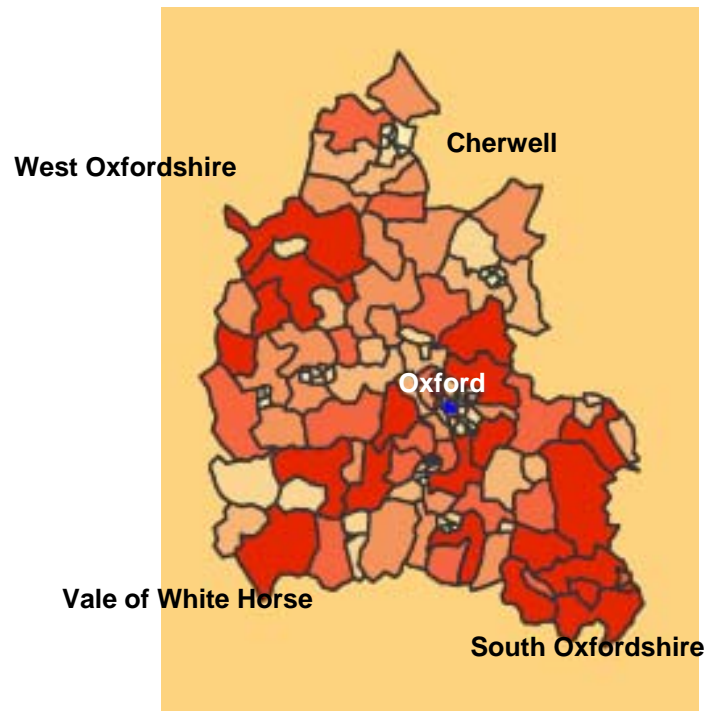 Cherwell
West Oxfordshire
Oxford
Vale of White Horse
South Oxfordshire